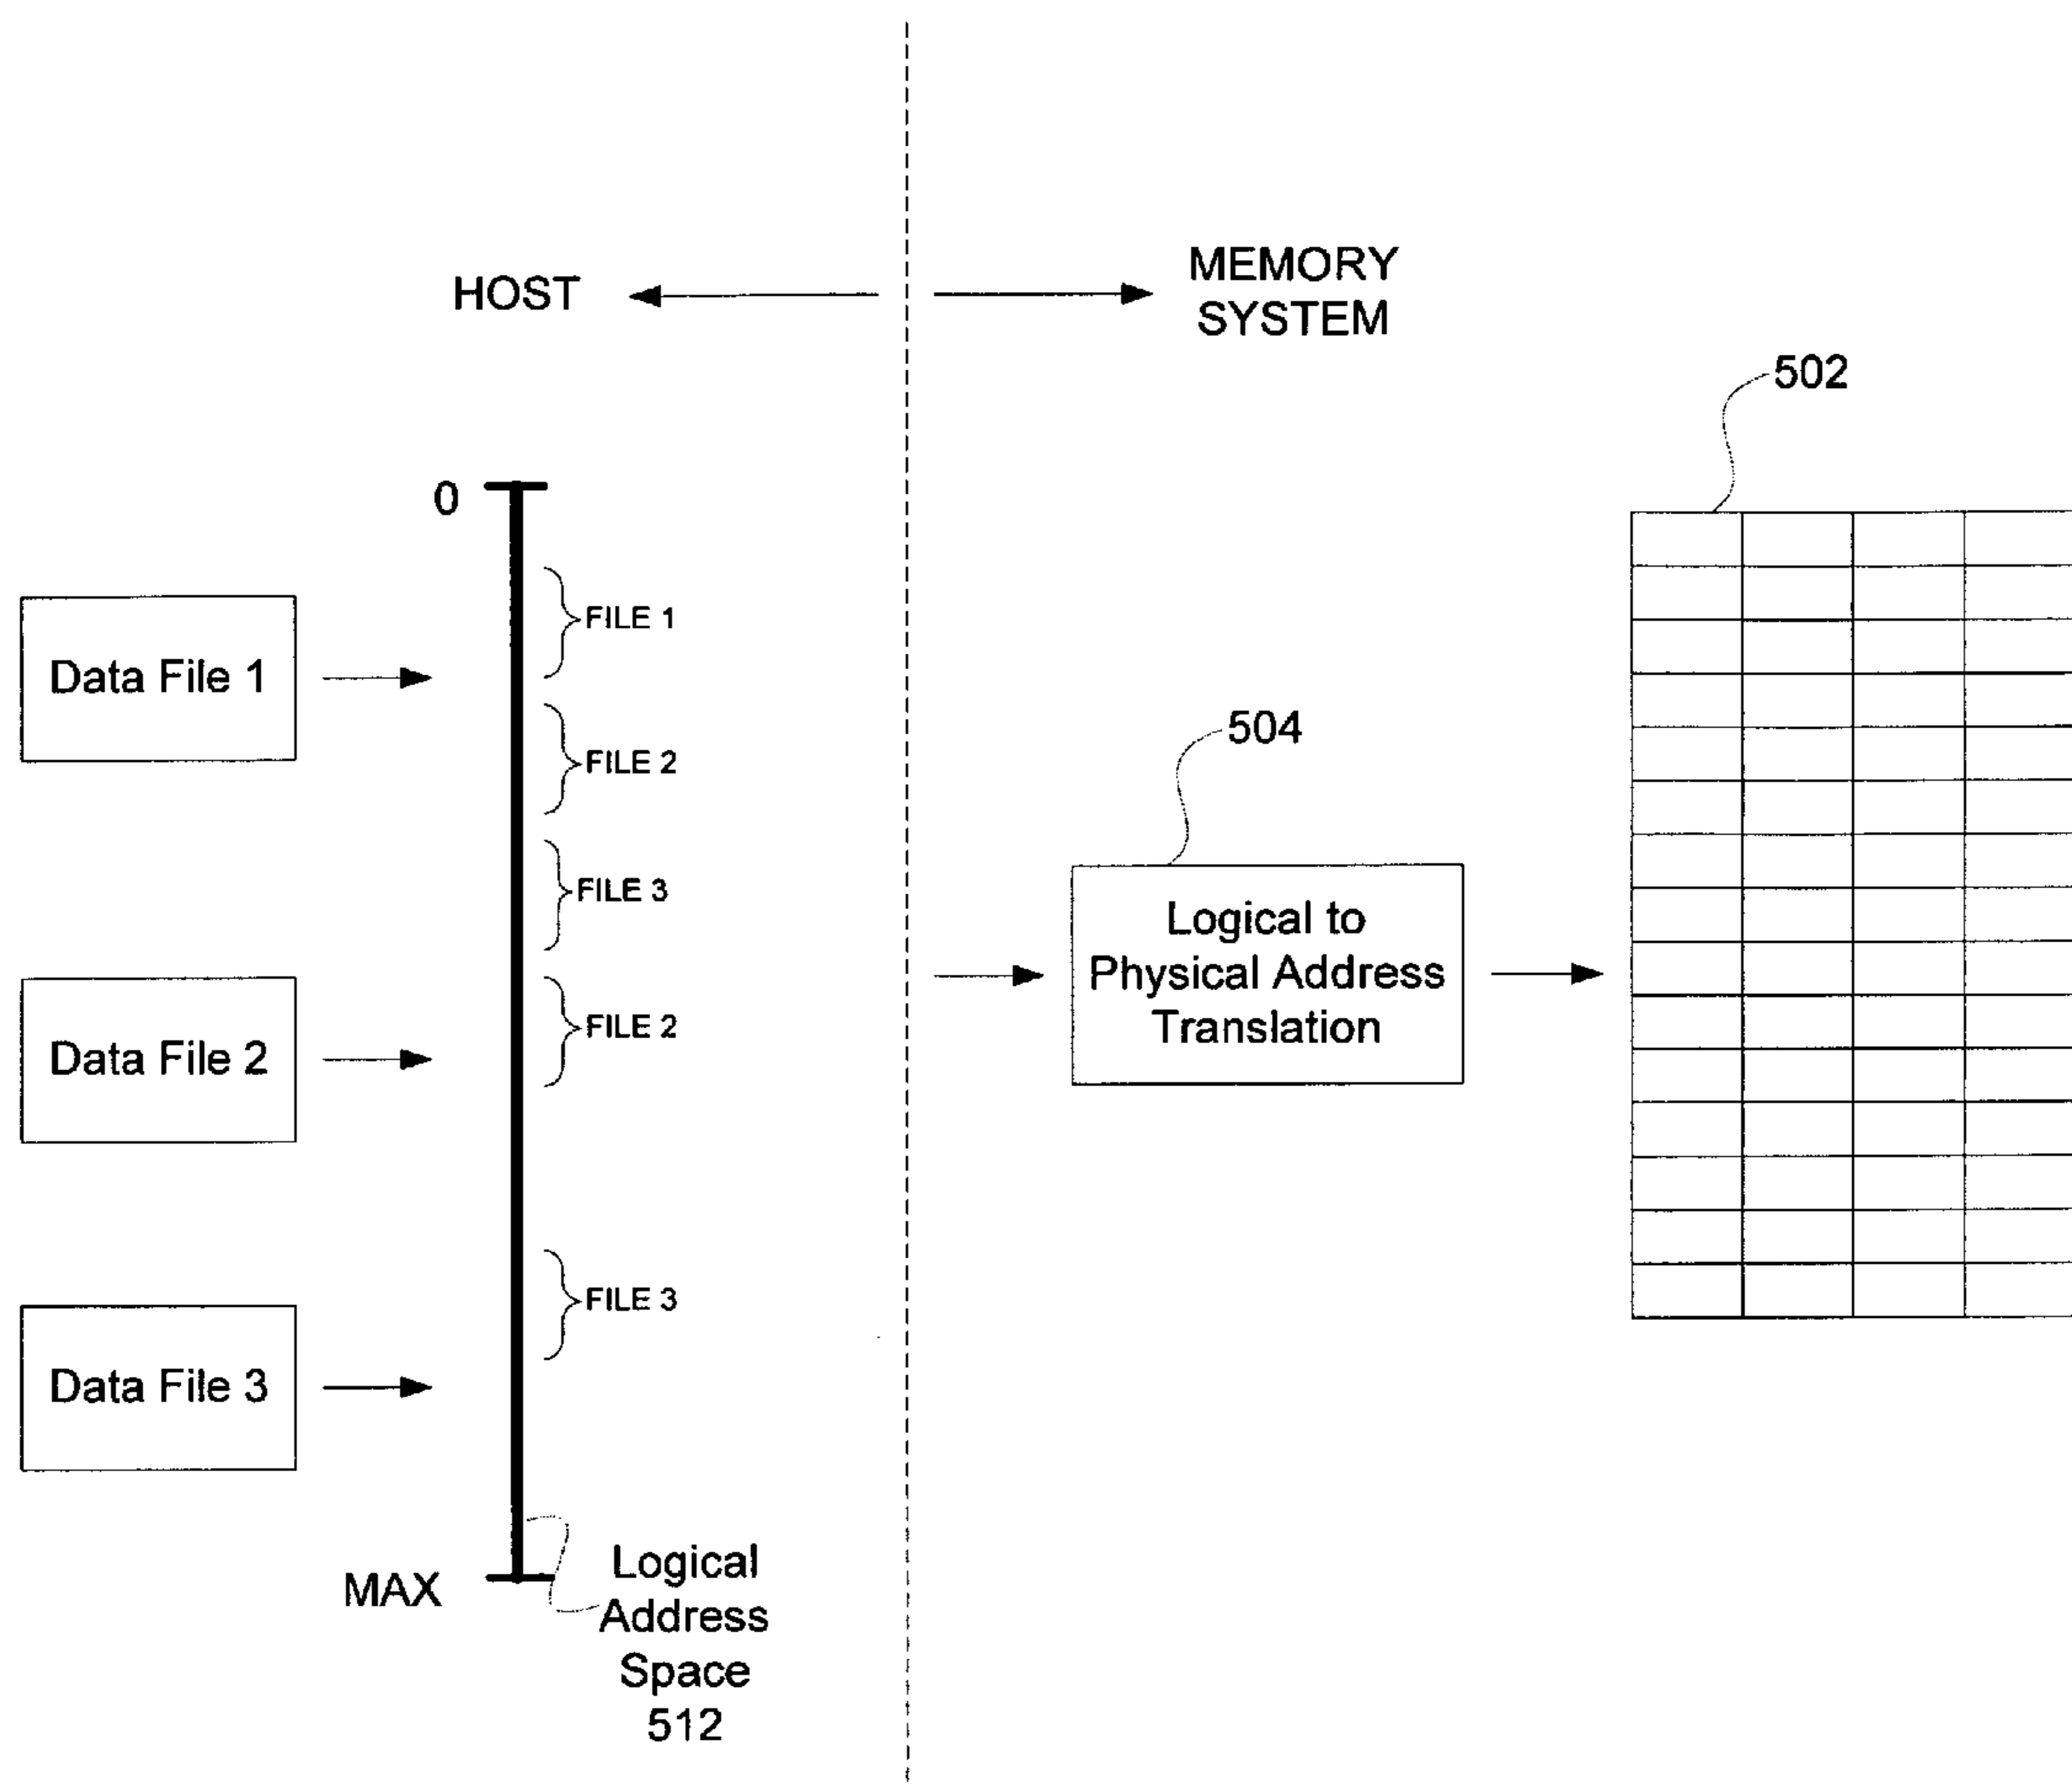 HOST
MEMORY
SYSTEM
502
0
FILE 1
Data File 1
FILE 2
504
FILE 3
Logical to
Physical Address
Translation
FILE 2
Data File 2
FILE 3
Data File 3
MAX
Logical
Address
Space
512